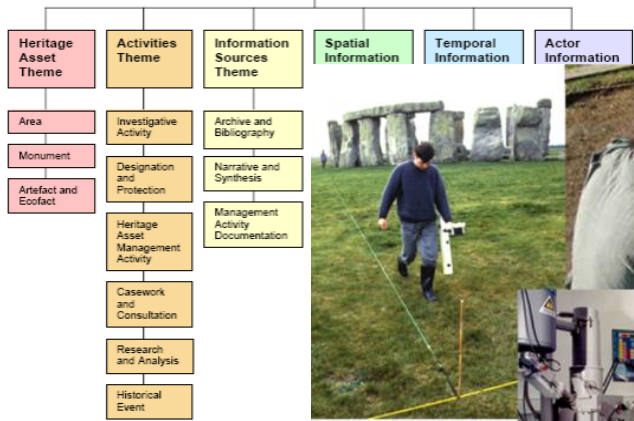 Heritage
Asset
Theme
Activities
Theme
Information
Sources
Theme
Spatial
Information
Temporal
Information
Actor
Information
Area
Monument
Artefact and
Ecofact
Investigative
Activity
Designation
and
Protection
Heritage
Asset
Management
Activity
Casework
and
Consultation
Research
and Analysis
Historical
Event
Archive and
Bibliography
Narrative and
Synthesis
Management
Activity
Documentation